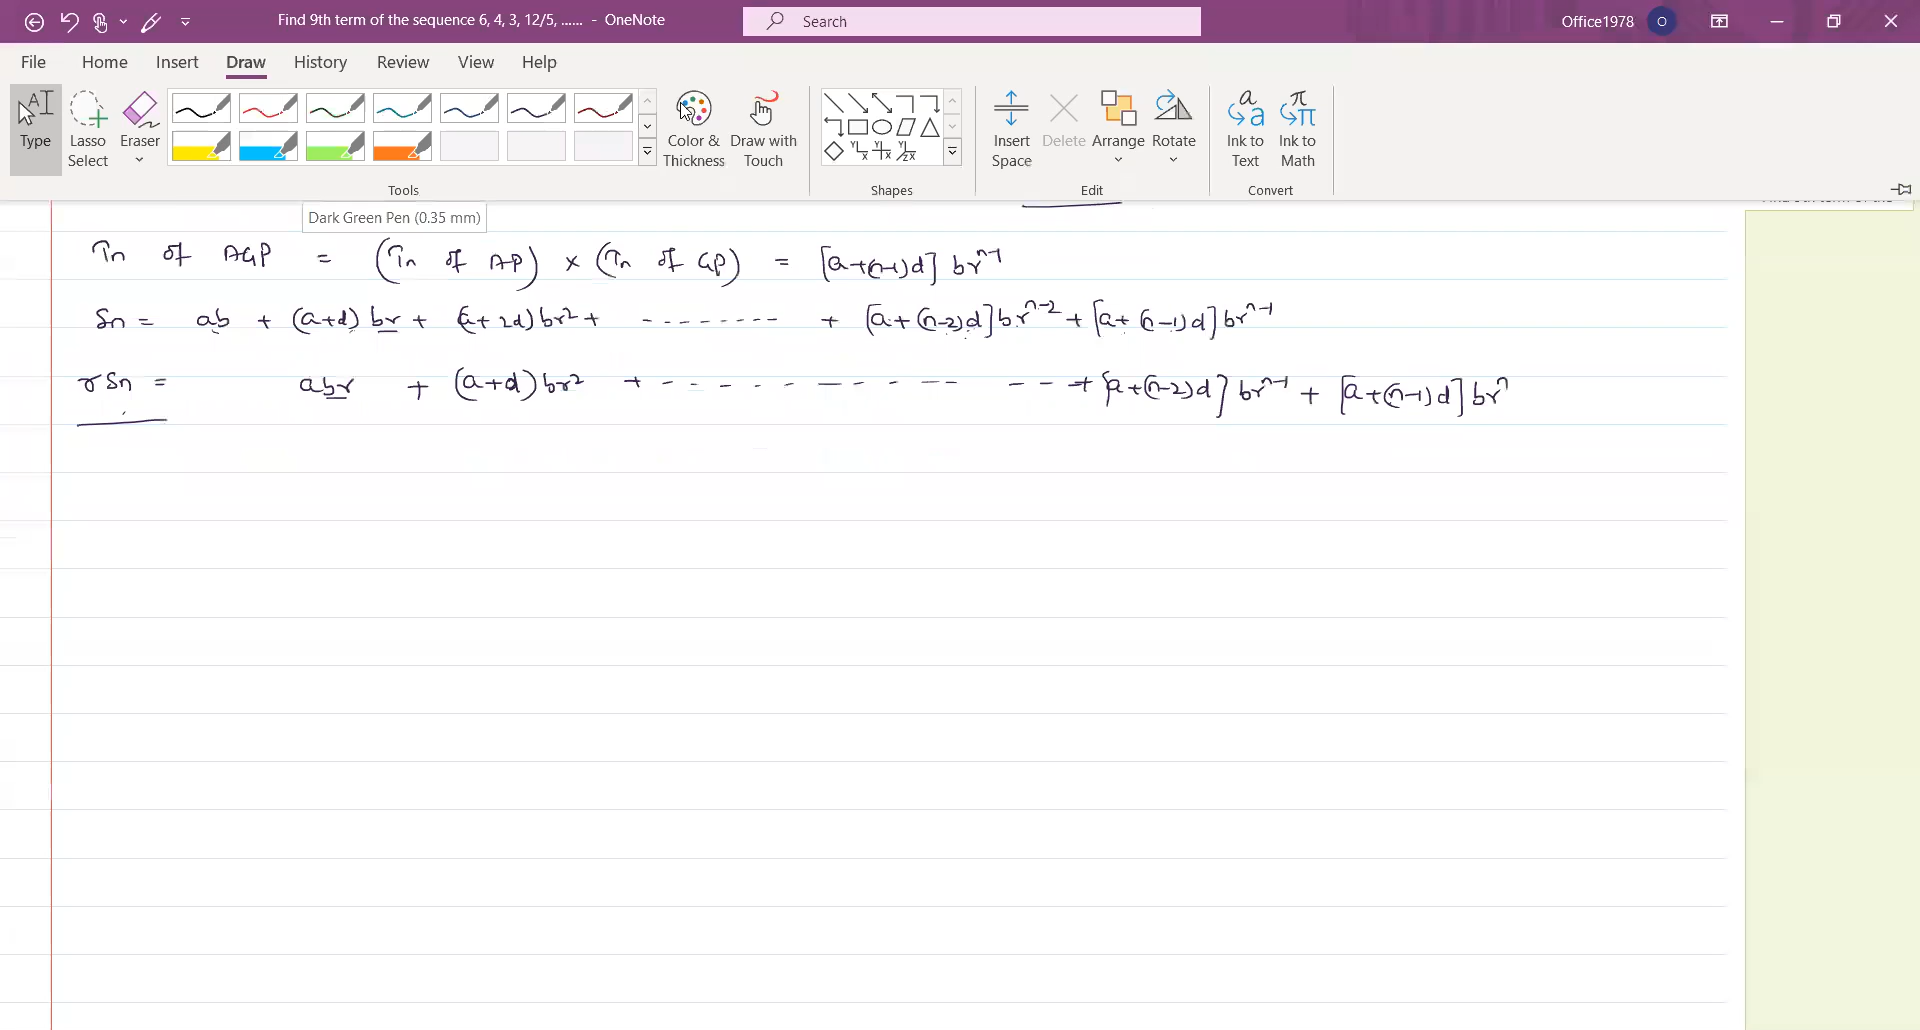 Find 9th term of the sequence 6, 4, 3, 12/5, ...... - OneNote
Search
Office1978 O
File Home Insert Draw History Review View Help
Type
Lasso Select
Eraser
Color & Thickness
Draw with Touch
Insert Space
Delete
Arrange
Rotate
Ink to Text
Ink to Math
Tools Shapes Edit Convert
Dark Green Pen (0.35 mm)
Tn of AGP = (Tn of AP) × (Tn of GP) = [a+(n-1)d] br^n-1
Sn = ab + (a+d) br + (a+2d)br² + -------- + [a+(n-2)d]br^n-2 + [a+(n-1)d]br^n-1
rSn = abr + (a+d)br² + ------------ + [a+(n-2)d]br^n-1 + [a+(n-1)d]br^n